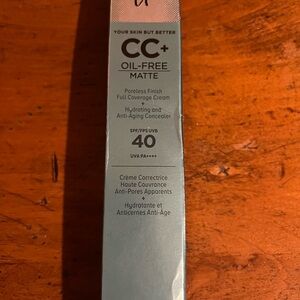 YOUR SKIN BUT BETTER
CC+
OIL-FREE
MATTE
Poreless Finish
Full Coverage Cream
+
Hydrating and
Anti-Aging Concealer
SPF/FPS UVB
40
UVA PA++++
Crème Correctrice
Haute Couvrance
Anti-Pores Apparents
+
Hydratante et
Anticernes Anti-Âge